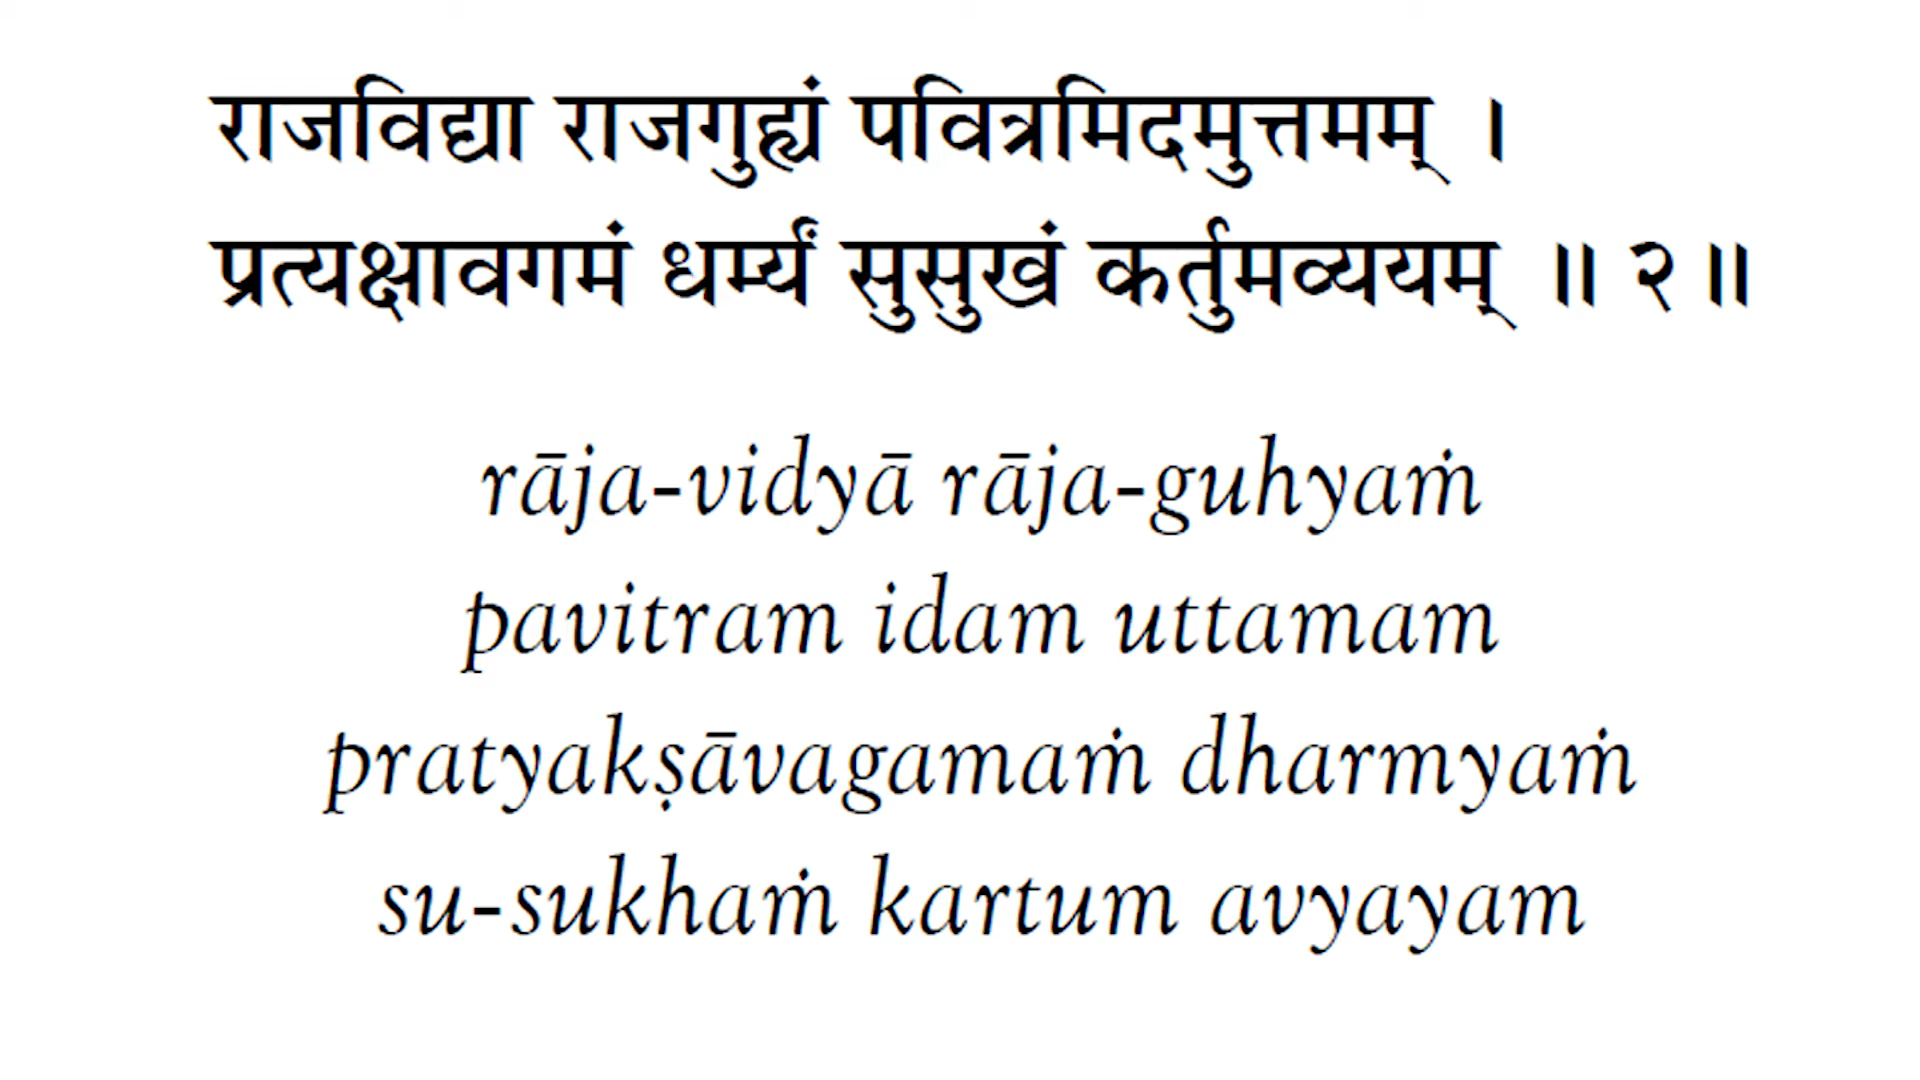 राजविद्या राजगुह्यं पवित्रमिदमुत्तमम् ।
प्रत्यक्षावगमं धर्म्यं सुसुखं कर्तुमव्ययम् ॥ २॥
rāja-vidyā rāja-guhyaṁ
pavitram idam uttamam
pratyakṣāvagamaṁ dharmyaṁ
su-sukhaṁ kartum avyayam